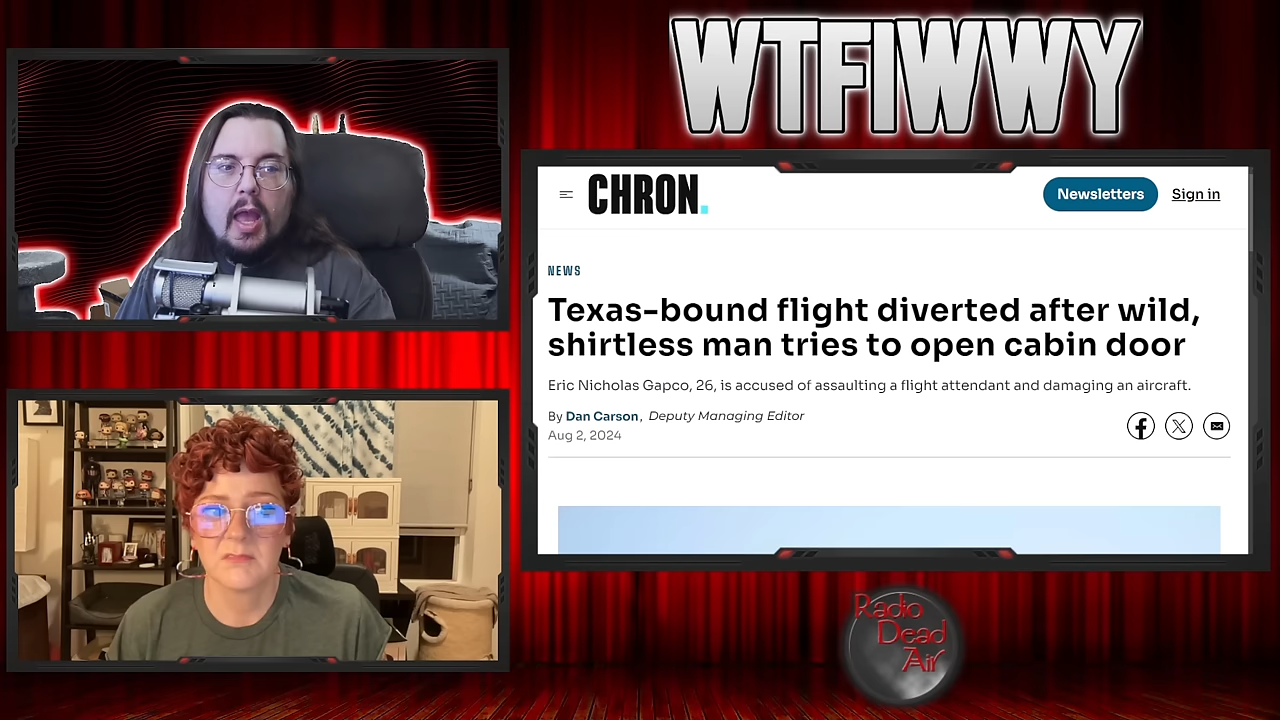 WTFIWWY
CHRON.
Newsletters
Sign in
NEWS
Texas-bound flight diverted after wild,
shirtless man tries to open cabin door
Eric Nicholas Gapco, 26, is accused of assaulting a flight attendant and damaging an aircraft.
By Dan Carson, Deputy Managing Editor
Aug 2, 2024
Radio
Dead
Air